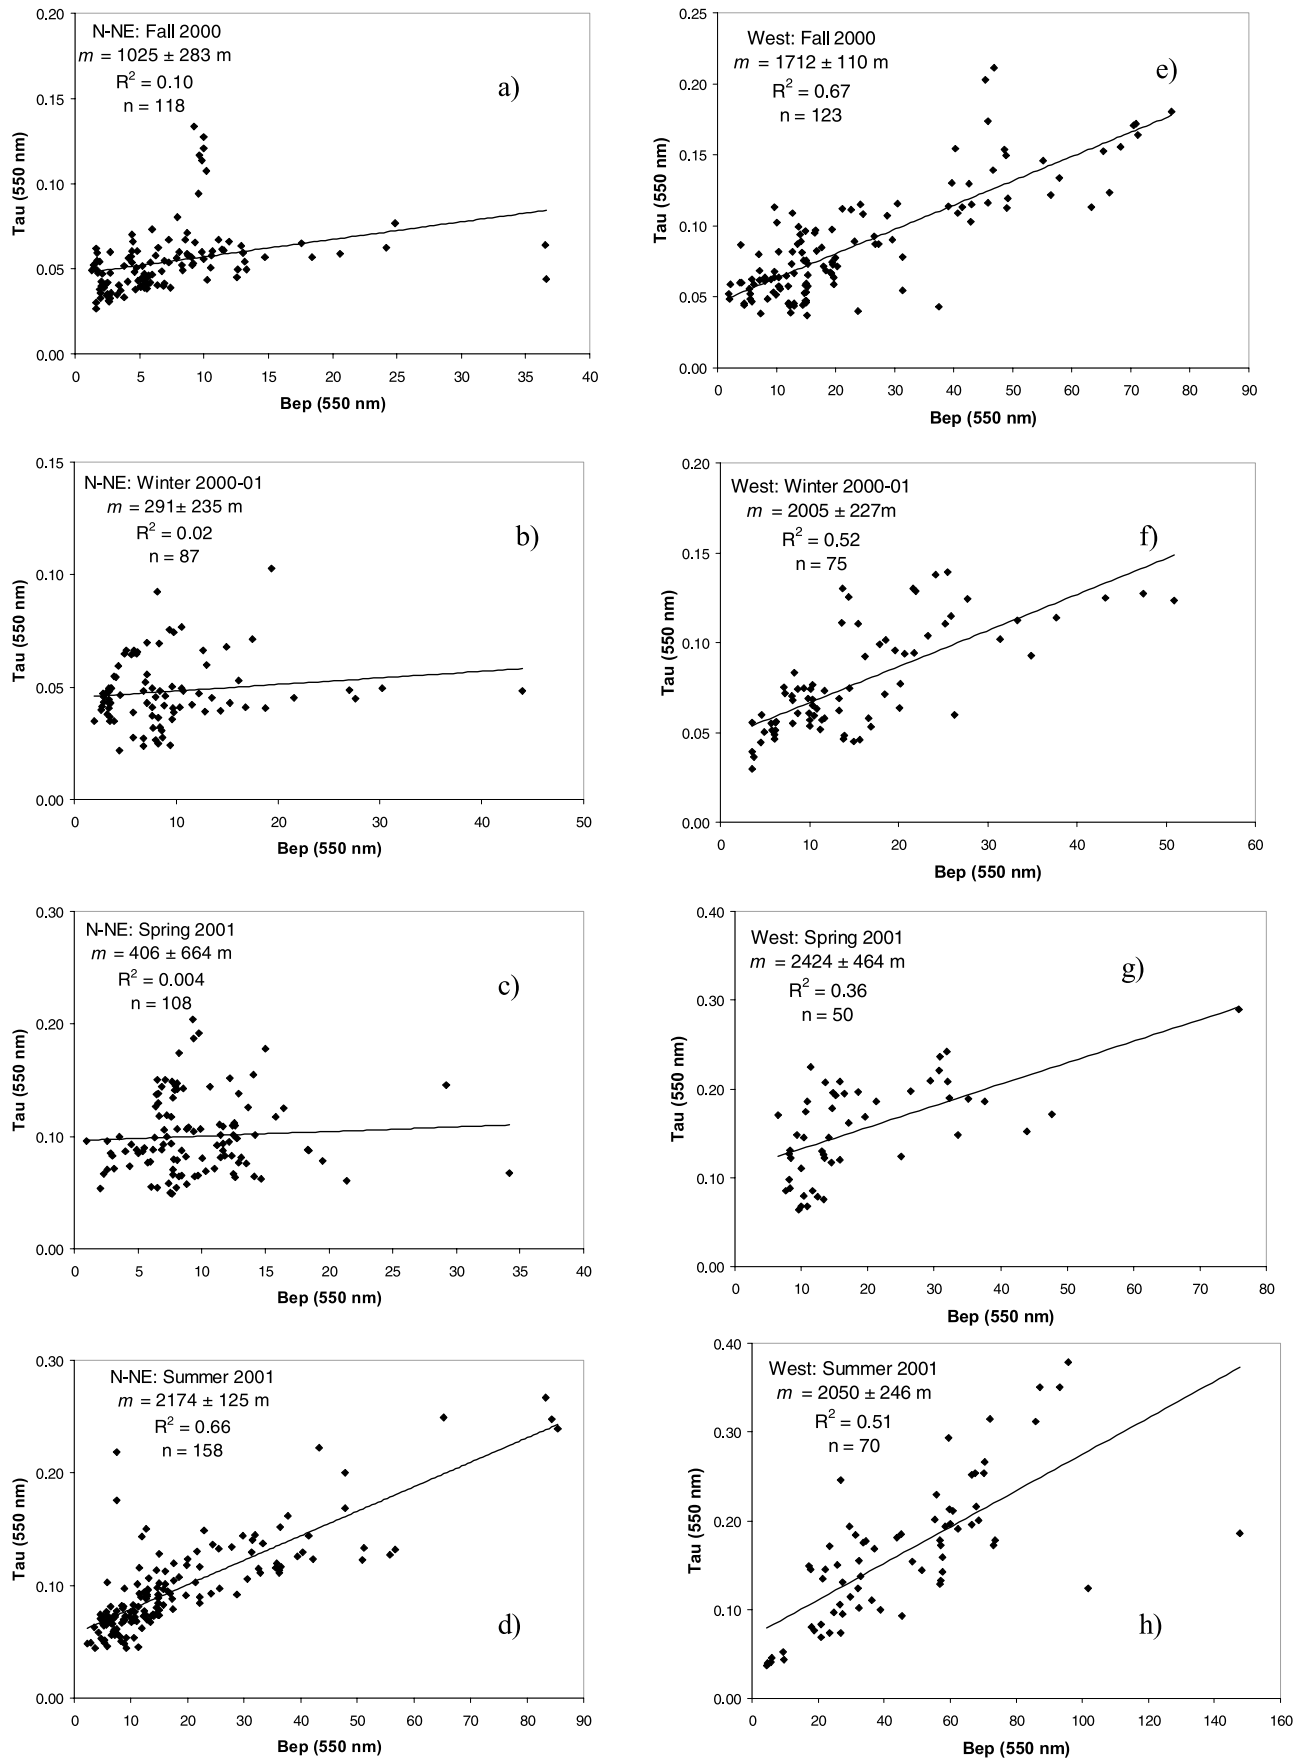 N-NE: Fall 2000
m = 1025 ± 283 m
R² = 0.10
n = 118
a)
Tau (550 nm)
0.20
0.15
0.10
0.05
0.00
0 5 10 15 20 25 30 35 40
Bep (550 nm)
West: Fall 2000
m = 1712 ± 110 m
R² = 0.67
n = 123
e)
Tau (550 nm)
0.25
0.20
0.15
0.10
0.05
0.00
0 10 20 30 40 50 60 70 80 90
Bep (550 nm)
N-NE: Winter 2000-01
m = 291± 235 m
R² = 0.02
n = 87
b)
Tau (550 nm)
0.15
0.10
0.05
0.00
0 10 20 30 40 50
Bep (550 nm)
West: Winter 2000-01
m = 2005 ± 227m
R² = 0.52
n = 75
f)
Tau (550 nm)
0.20
0.15
0.10
0.05
0.00
0 10 20 30 40 50 60
Bep (550 nm)
N-NE: Spring 2001
m = 406 ± 664 m
R² = 0.004
n = 108
c)
Tau (550 nm)
0.30
0.20
0.10
0.00
0 5 10 15 20 25 30 35 40
Bep (550 nm)
West: Spring 2001
m = 2424 ± 464 m
R² = 0.36
n = 50
g)
Tau (550 nm)
0.40
0.30
0.20
0.10
0.00
0 10 20 30 40 50 60 70 80
Bep (550 nm)
N-NE: Summer 2001
m = 2174 ± 125 m
R² = 0.66
n = 158
d)
Tau (550 nm)
0.30
0.20
0.10
0.00
0 10 20 30 40 50 60 70 80 90
Bep (550 nm)
West: Summer 2001
m = 2050 ± 246 m
R² = 0.51
n = 70
h)
Tau (550 nm)
0.40
0.30
0.20
0.10
0.00
0 20 40 60 80 100 120 140 160
Bep (550 nm)